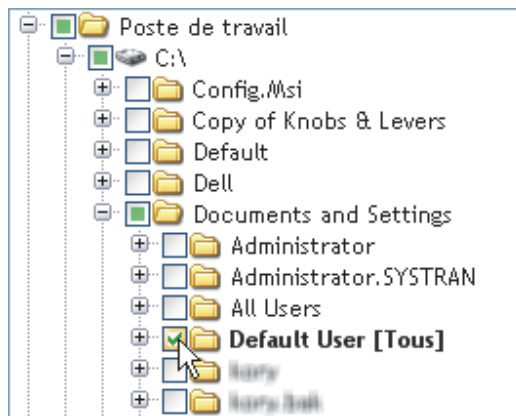 Poste de travail
C:\
Config.Msi
Copy of Knobs & Levers
Default
Dell
Documents and Settings
Administrator
Administrator.SYSTRAN
All Users
Default User [Tous]